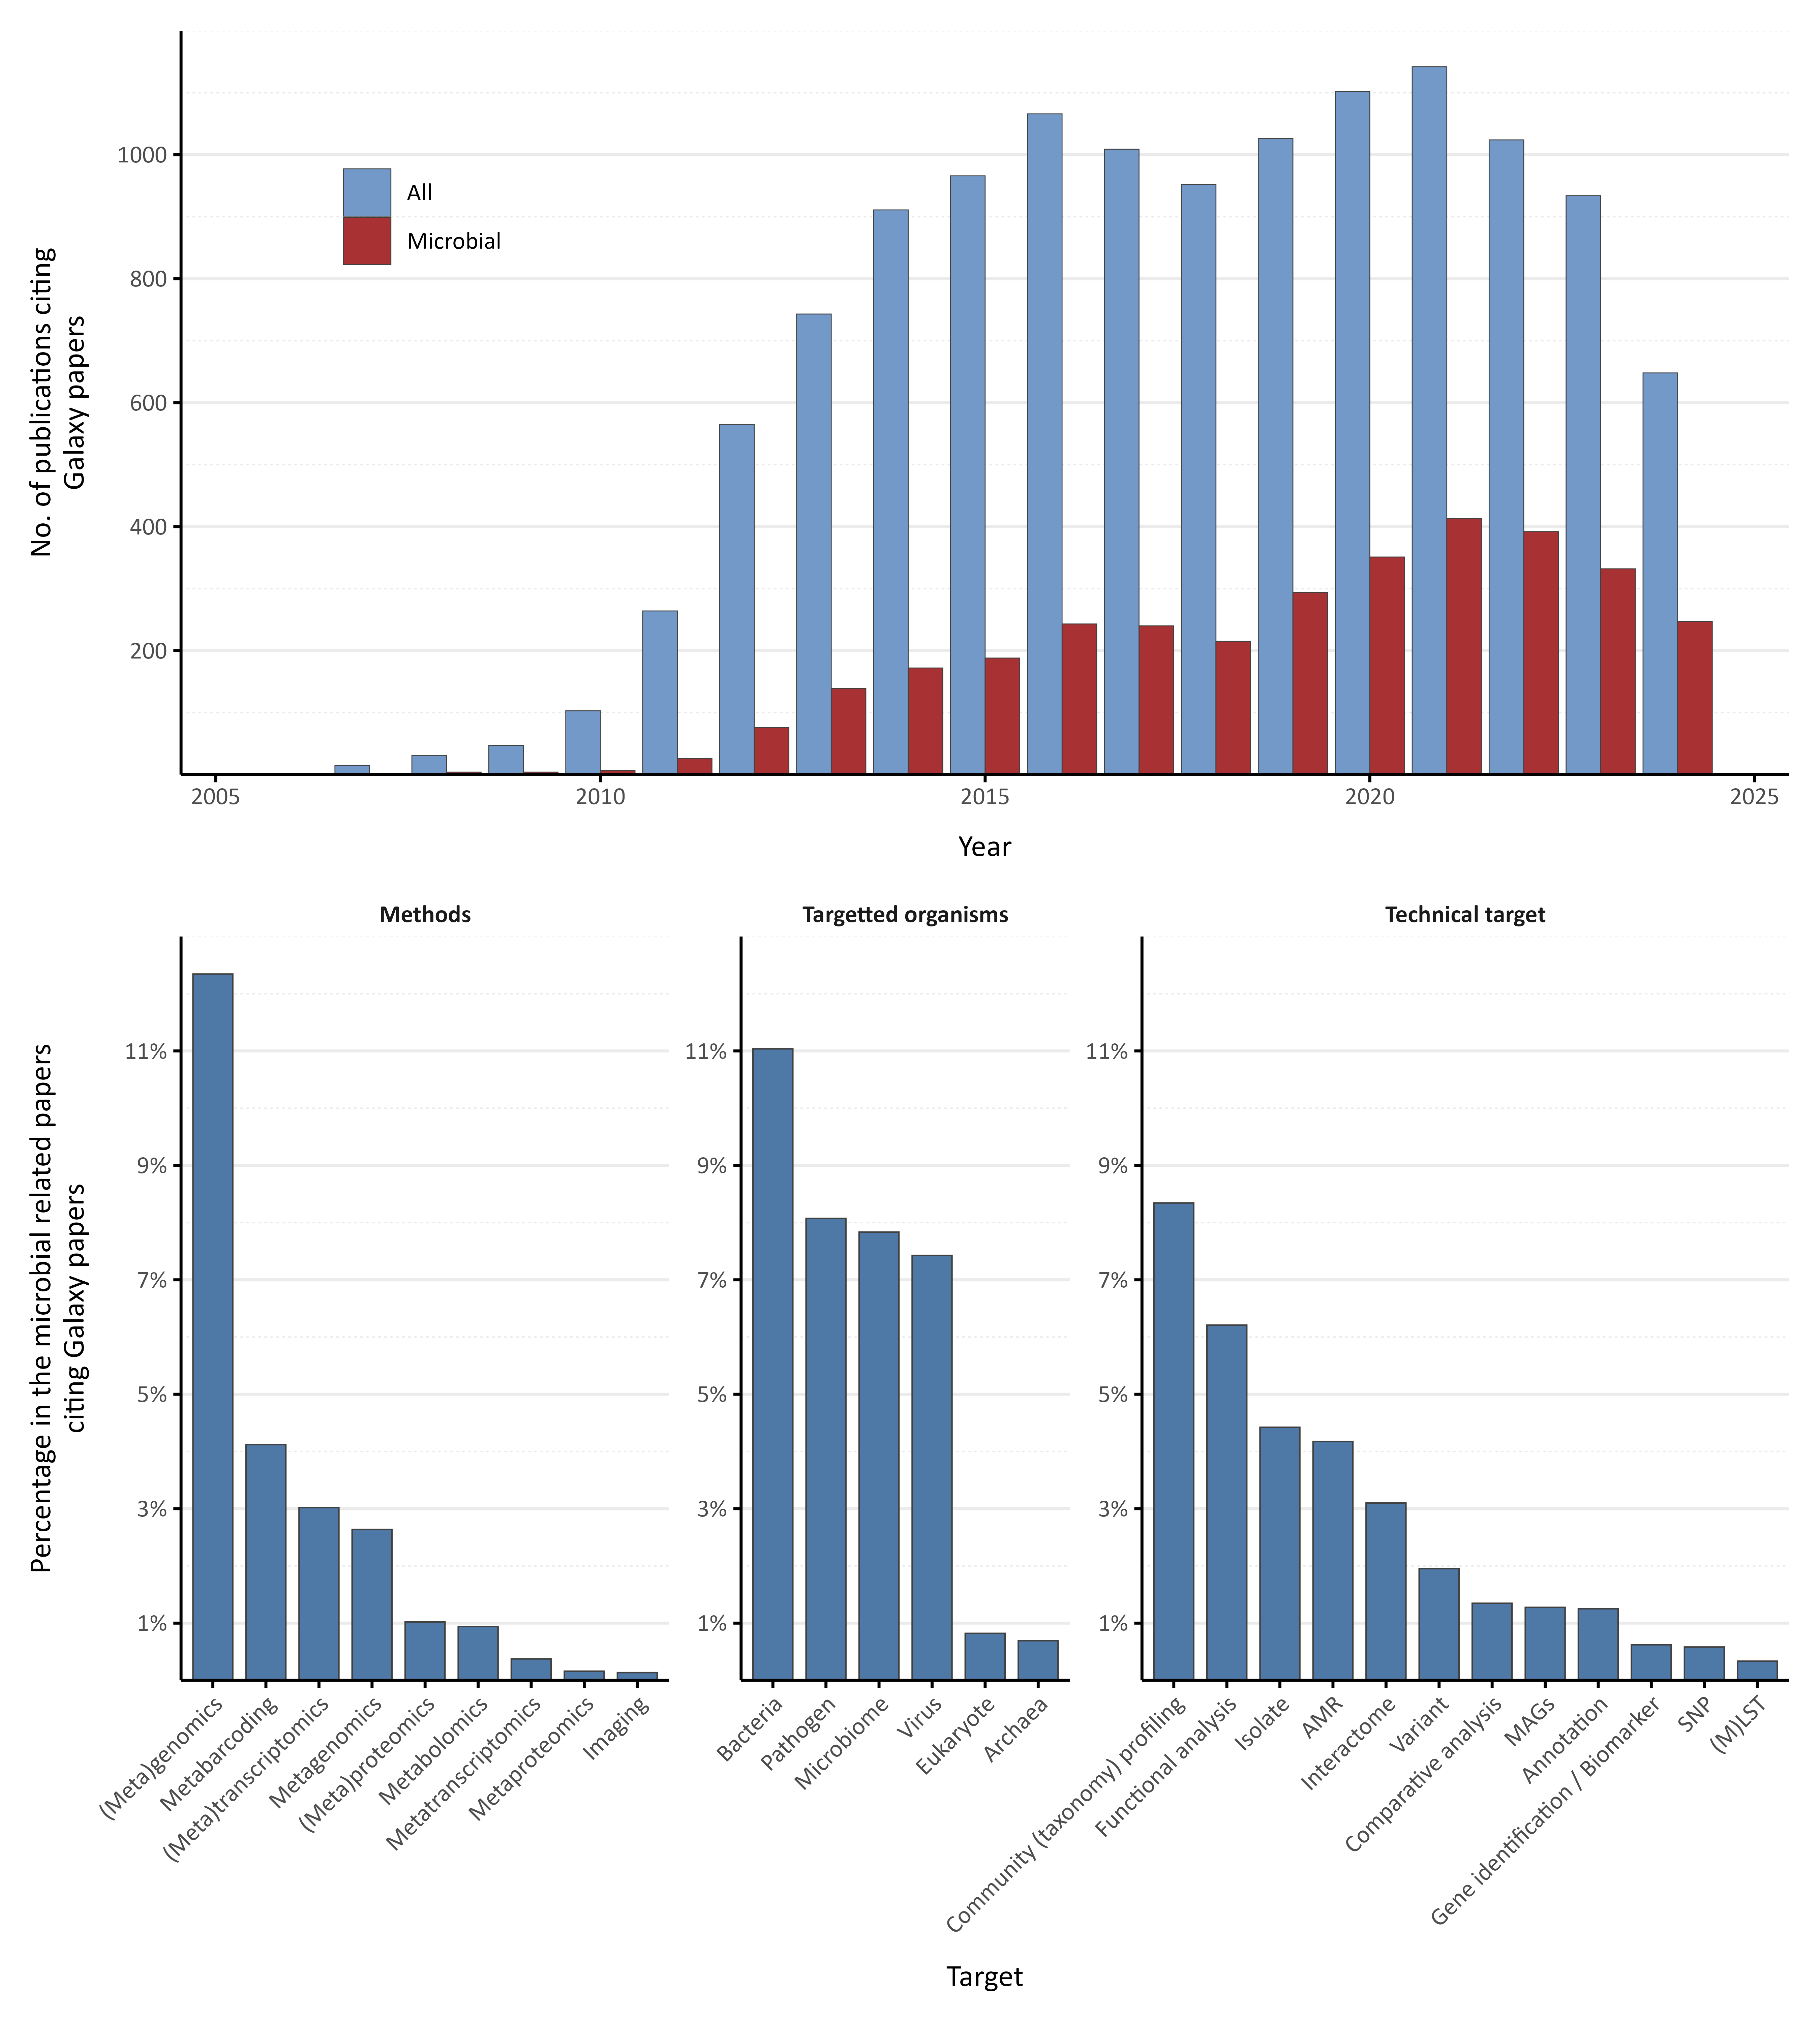 No. of publications citing
Galaxy papers
1000
800
600
400
200
All
Microbial
2005
2010
2015
2020
2025
Year
Percentage in the microbial related papers
citing Galaxy papers
Methods
11%
9%
7%
5%
3%
1%
(Meta)genomics
Metabarcoding
(Meta)transcriptomics
Metagenomics
(Meta)proteomics
Metabolomics
Metatranscriptomics
Metaproteomics
Imaging
Targetted organisms
11%
9%
7%
5%
3%
1%
Bacteria
Pathogen
Microbiome
Virus
Eukaryote
Archaea
Technical target
11%
9%
7%
5%
3%
1%
Community (taxonomy) profiling
Functional analysis
Isolate
AMR
Interactome
Variant
Comparative analysis
MAGs
Annotation
Gene identification / Biomarker
SNP
(M)LST
Target